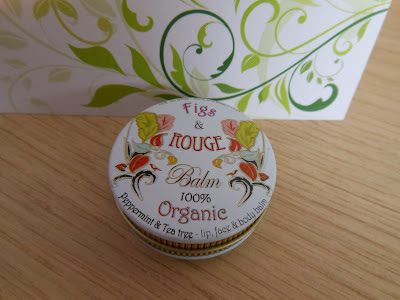 Figs
&
ROUGE
Balm
100%
Organic
Peppermint & Tea tree - lip, face & body balm